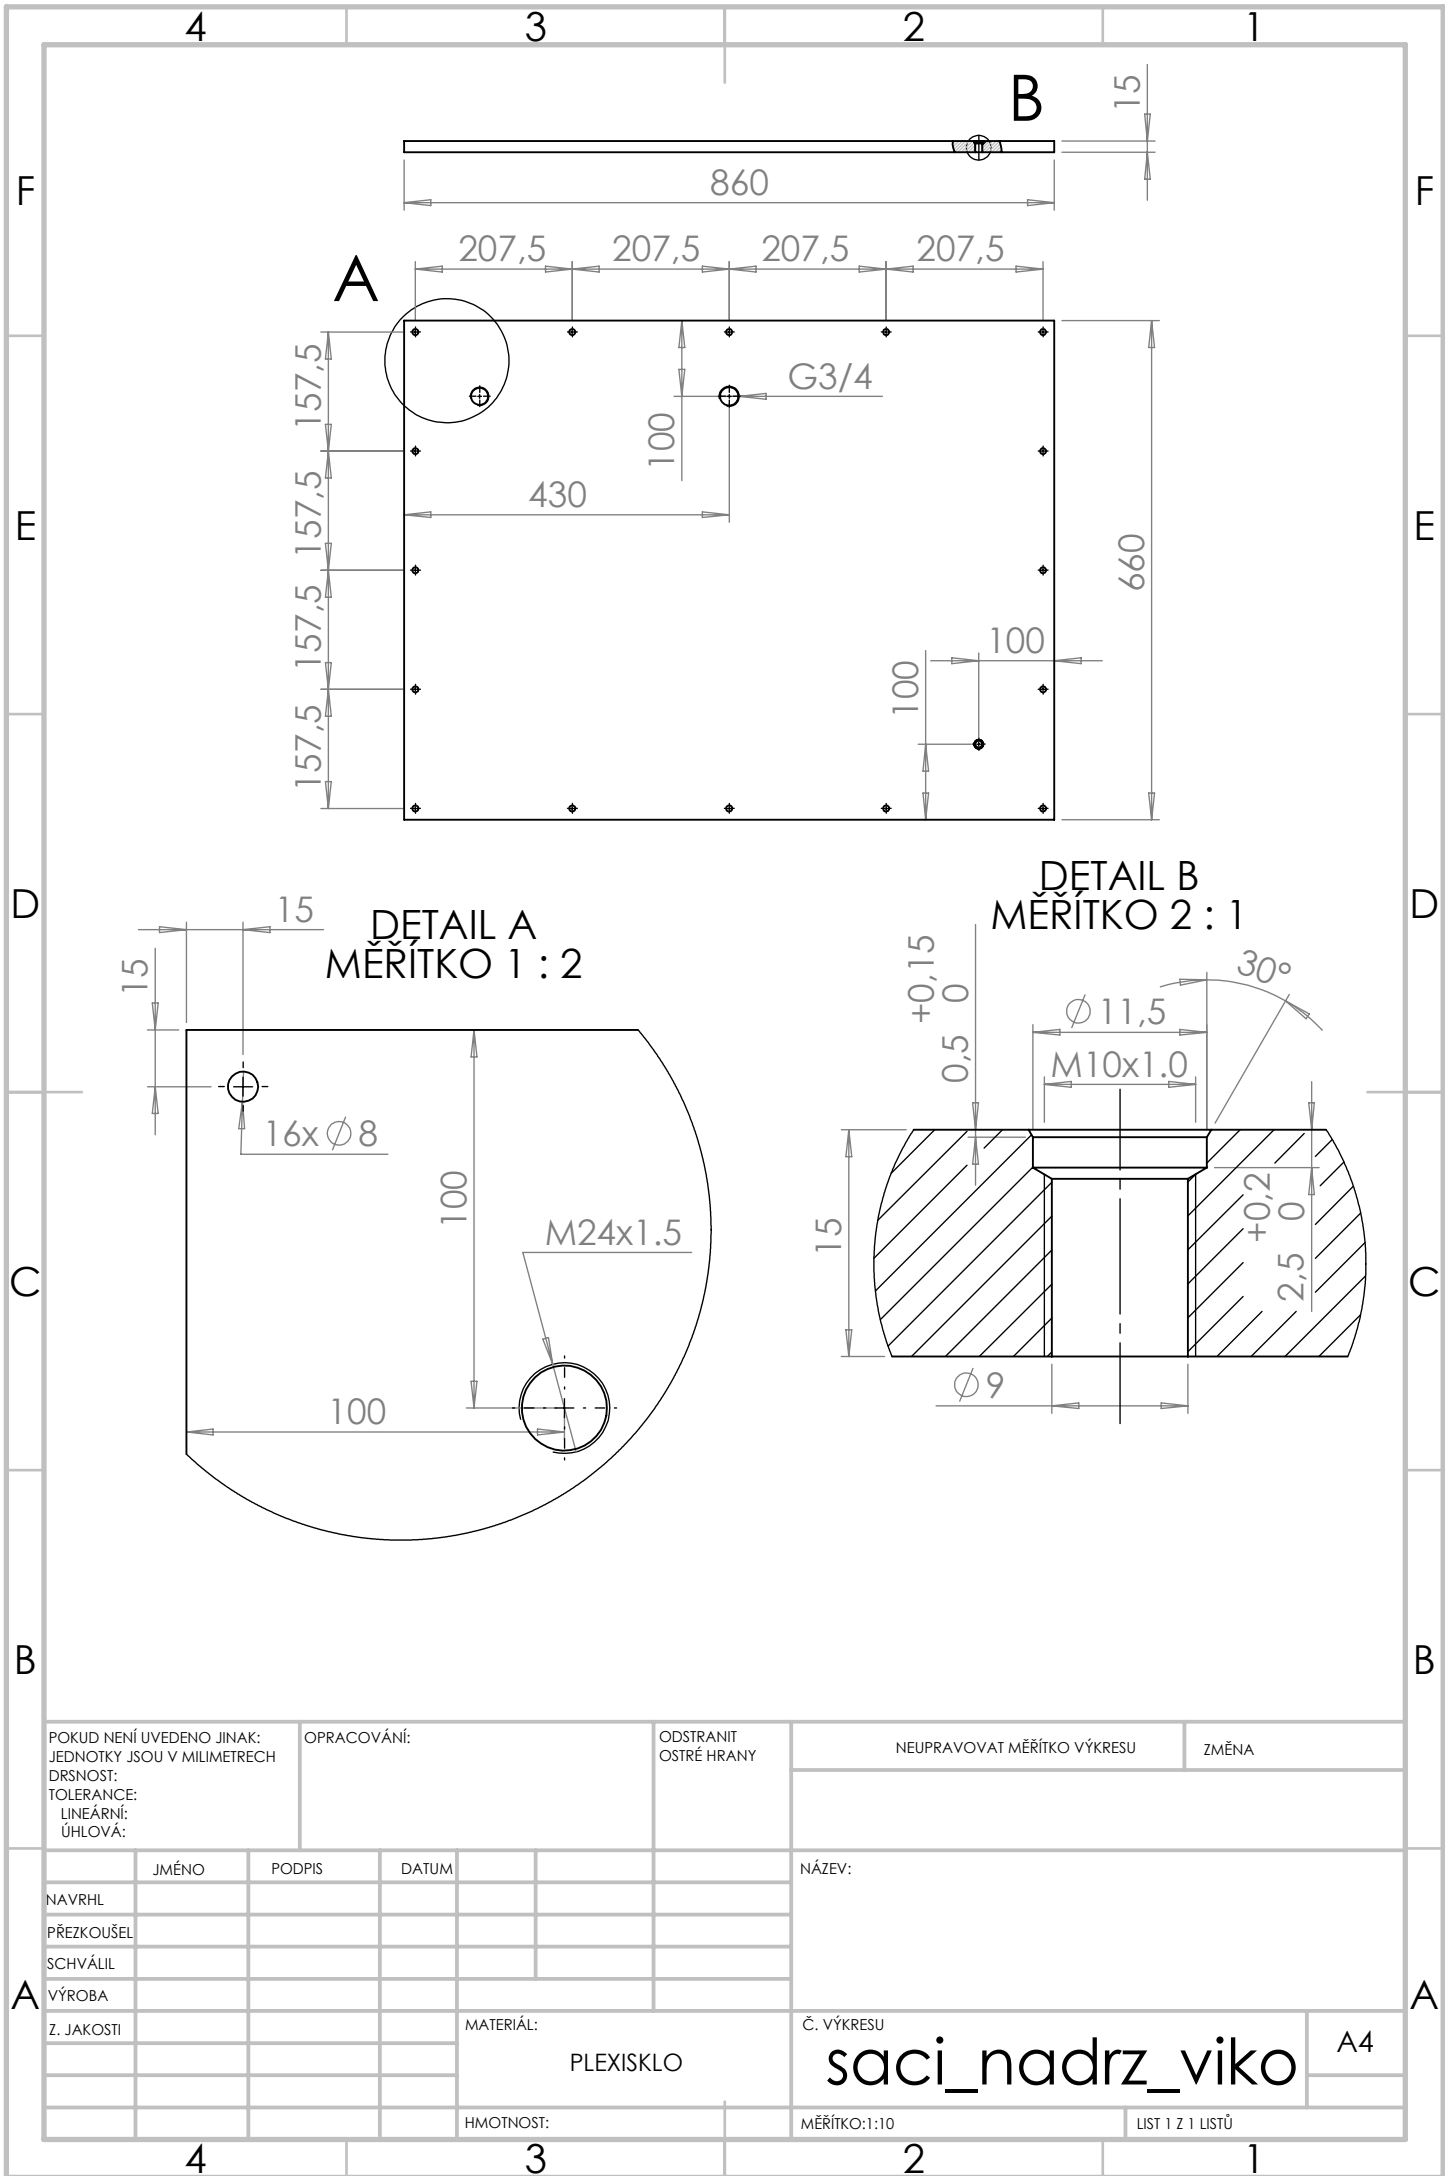 4 3 2 1
B
15
F F
860
207,5 207,5 207,5 207,5
A
157,5
G3/4
100
157,5
430
E E
660
157,5
100
100
157,5
DETAIL B
MĚŘÍTKO 2 : 1
D D
DETAIL A
MĚŘÍTKO 1 : 2
15
15
16x∅8
100
M24x1.5
100
+0,15
0
0,5
30°
∅11,5
M10x1.0
15
+0,2
0
2,5
∅9
C C
B B
POKUD NENÍ UVEDENO JINAK:
JEDNOTKY JSOU V MILIMETRECH
DRSNOST:
TOLERANCE:
LINEÁRNÍ:
ÚHLOVÁ:
OPRACOVÁNÍ:
ODSTRANIT
OSTRÉ HRANY
NEUPRAVOVAT MĚŘÍTKO VÝKRESU
ZMĚNA
JMÉNO PODPIS DATUM
NAVRHL
PŘEZKOUŠEL
SCHVÁLIL
VÝROBA
Z. JAKOSTI
A A
NÁZEV:
MATERIÁL:
PLEXISKLO
HMOTNOST:
Č. VÝKRESU
saci_nadrz_viko
A4
MĚŘÍTKO:1:10
LIST 1 Z 1 LISTŮ
4 3 2 1